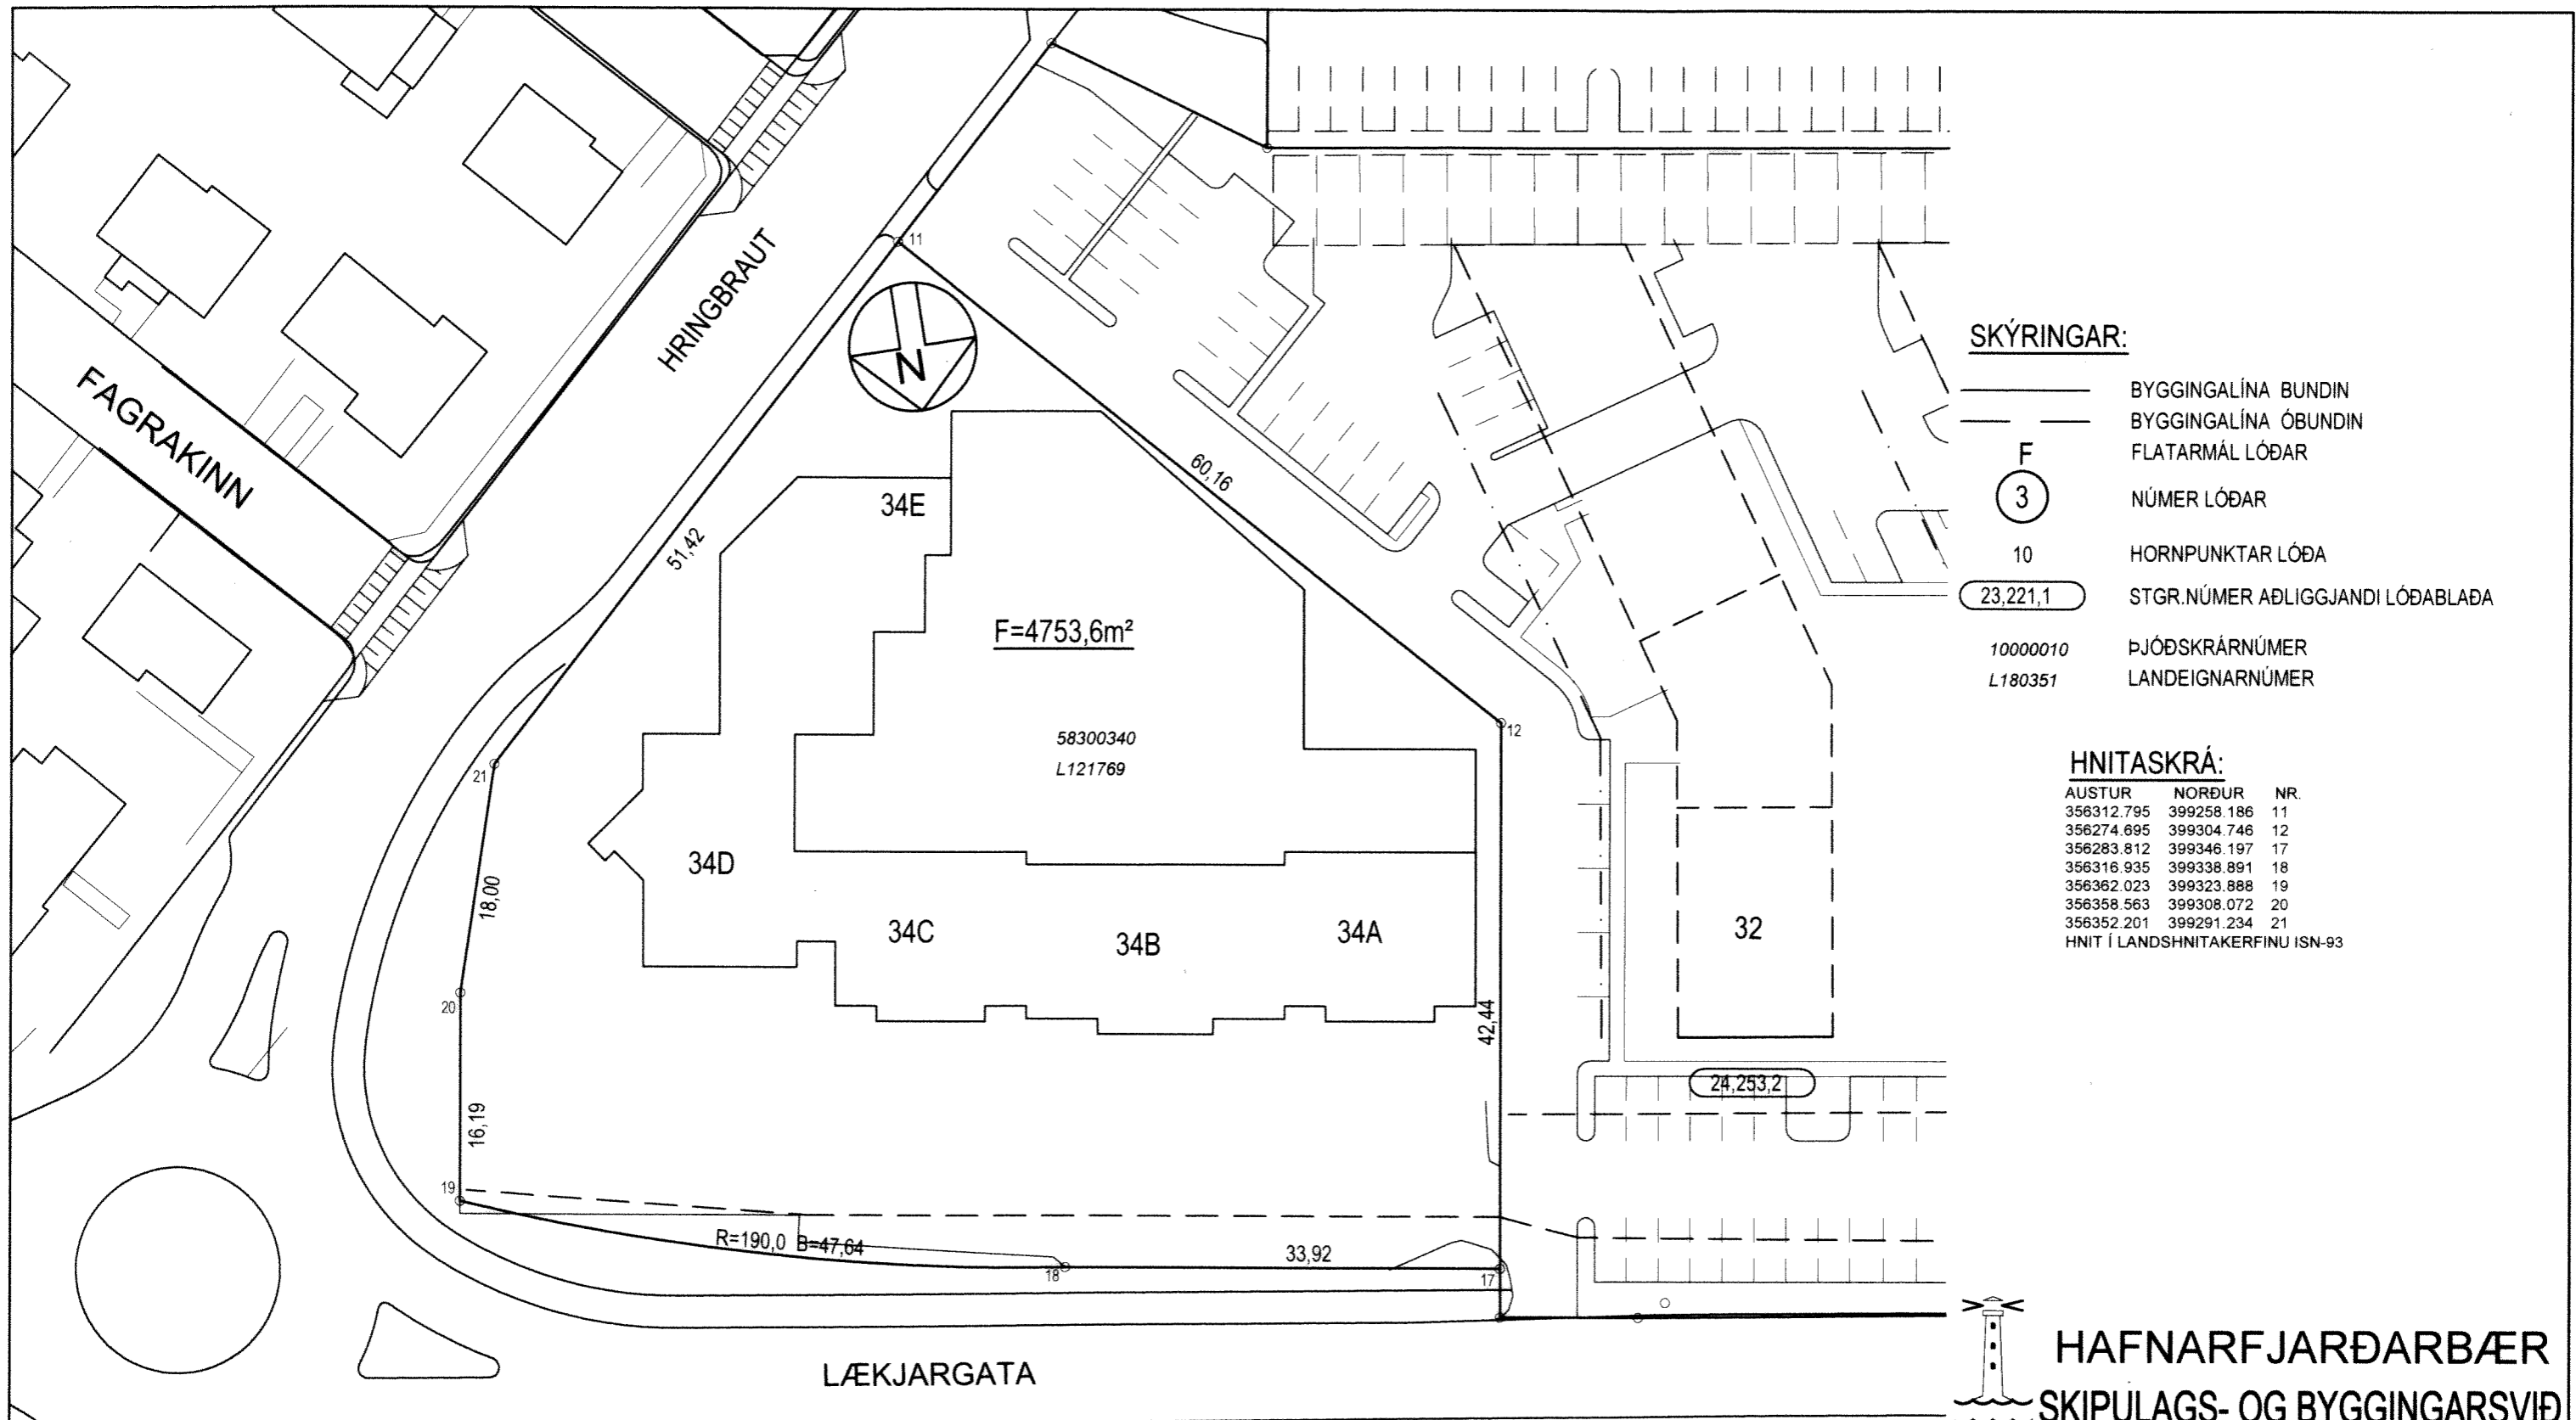 HRINGBRAUT
FAGRAKINN
11
N
60,16
51,42
34E
F=4753,6m²
58300340
L121769
12
21
34D
18,00
34C
34B
34A
32
20
42,44
24,253,2
16,19
19
R=190,0 B=47,64
18
33,92
17
LÆKJARGATA
SKÝRINGAR:
BYGGINGALÍNA BUNDIN
BYGGINGALÍNA ÓBUNDIN
F FLATARMÁL LÓÐAR
3 NÚMER LÓÐAR
10 HORNPUNKTAR LÓÐA
23,221,1 STGR.NÚMER AÐLIGGJANDI LÓÐABLAÐA
10000010 ÞJÓÐSKRÁRNÚMER
L180351 LANDEIGNARNÚMER
HNITASKRÁ:
AUSTUR NORÐUR NR.
356312.795 399258.186 11
356274.695 399304.746 12
356283.812 399346.197 17
356316.935 399338.891 18
356362.023 399323.888 19
356358.563 399308.072 20
356352.201 399291.234 21
HNIT Í LANDSHNITAKERFINU ISN-93
HAFNARFJARÐARBÆR
SKIPULAGS- OG BYGGINGARSVIÐ